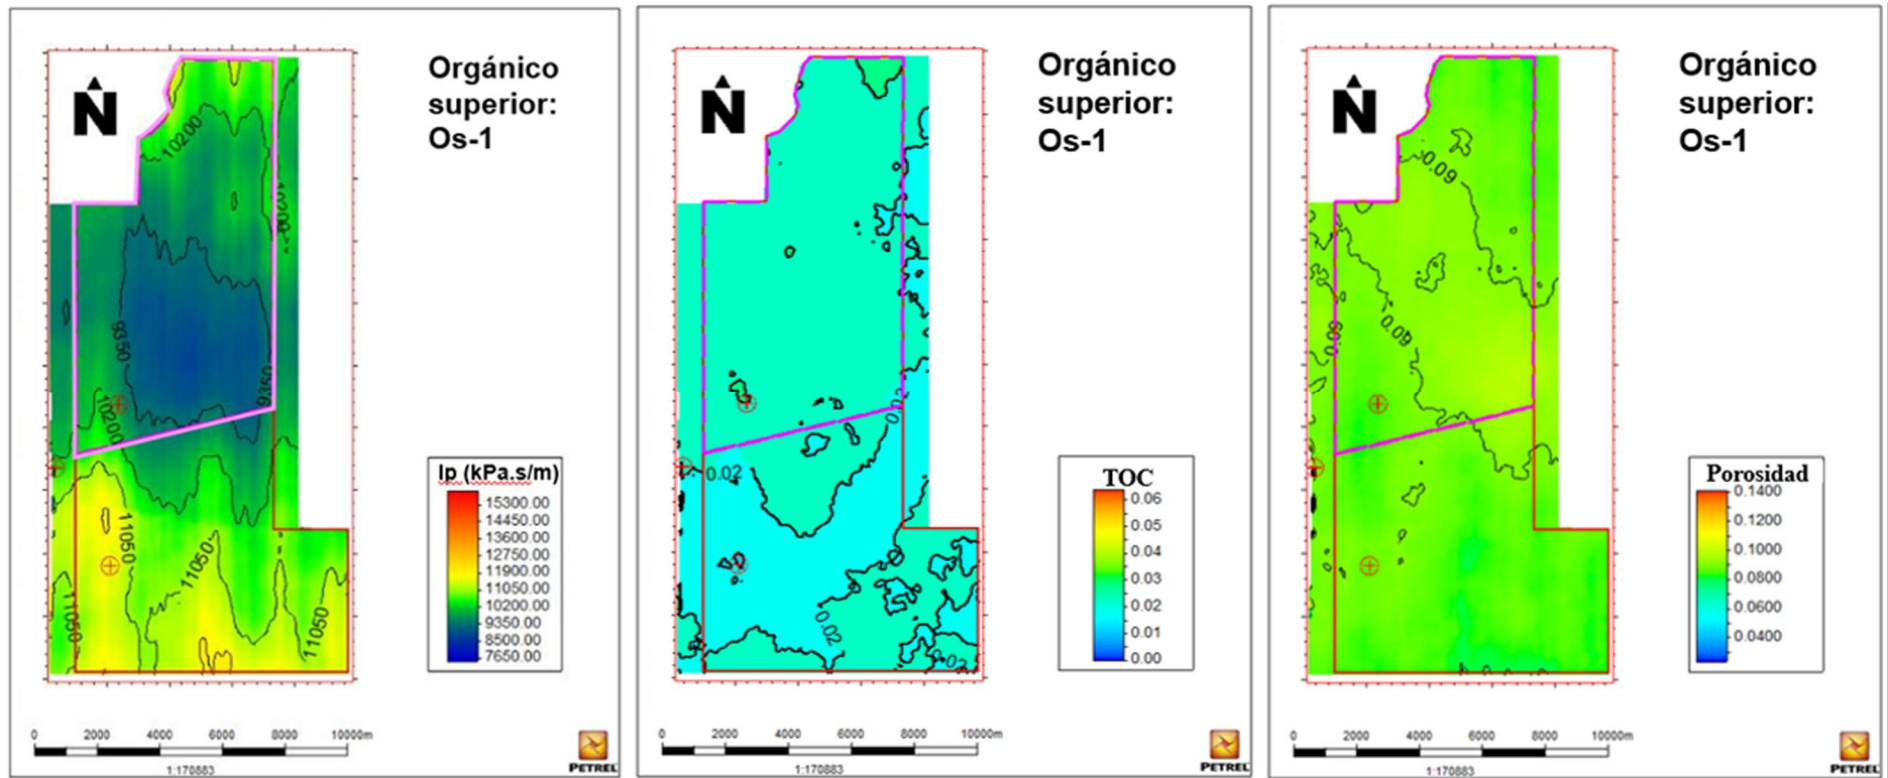 N
Orgánico
superior:
Os-1
10200
10200
9350
9350
10200
11050
11050
11050
11050
Ip (kPa.s/m)
15300.00
14450.00
13600.00
12750.00
11900.00
11050.00
10200.00
9350.00
8500.00
7650.00
0 2000 4000 6000 8000 10000m
1:170883
PETREL
N
Orgánico
superior:
Os-1
0.02
0.02
0.02
0.02
TOC
0.06
0.05
0.04
0.03
0.02
0.01
0.00
0 2000 4000 6000 8000 10000m
1:170883
PETREL
N
Orgánico
superior:
Os-1
0.09
0.09
0.09
Porosidad
0.1400
0.1200
0.1000
0.0800
0.0600
0.0400
0 2000 4000 6000 8000 10000m
1:170883
PETREL